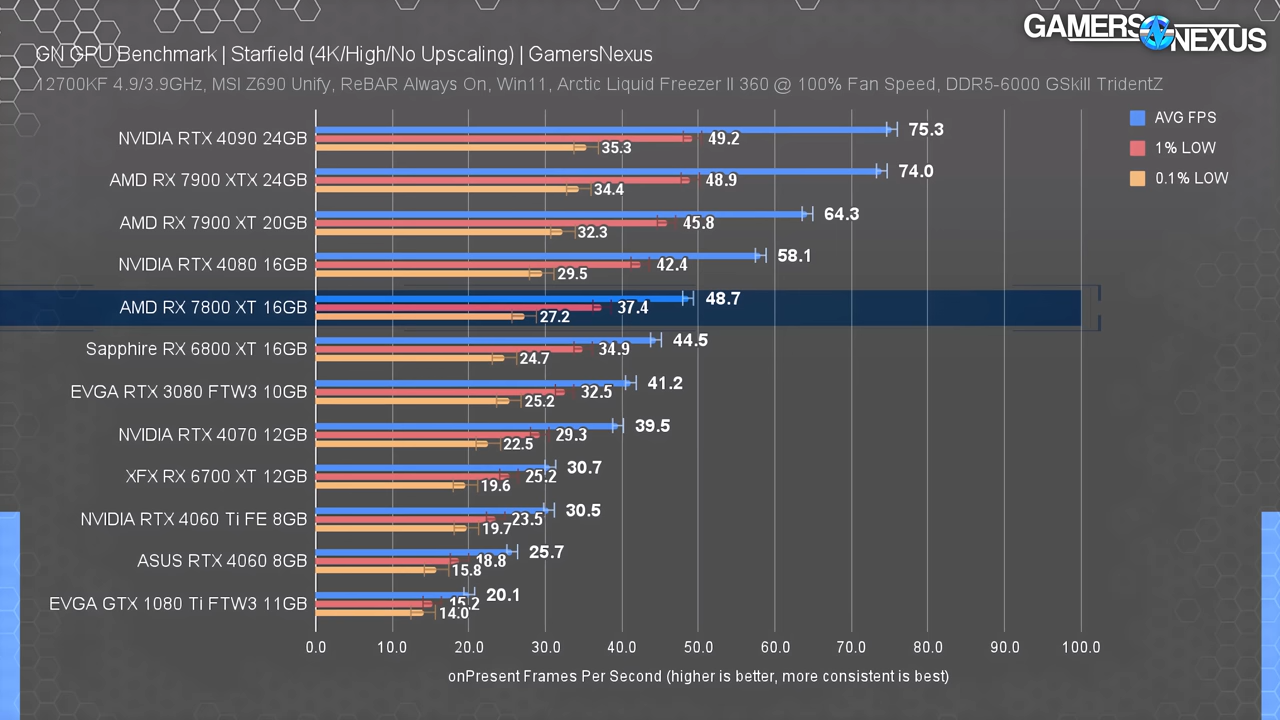 GAMERS NEXUS
GN GPU Benchmark | Starfield (4K/High/No Upscaling) | GamersNexus
12700KF 4.9/3.9GHz, MSI Z690 Unify, ReBAR Always On, Win11, Arctic Liquid Freezer II 360 @ 100% Fan Speed, DDR5-6000 GSkill TridentZ
AVG FPS
1% LOW
0.1% LOW
NVIDIA RTX 4090 24GB
75.3
49.2
35.3
AMD RX 7900 XTX 24GB
74.0
48.9
34.4
AMD RX 7900 XT 20GB
64.3
45.8
32.3
NVIDIA RTX 4080 16GB
58.1
42.4
29.5
AMD RX 7800 XT 16GB
48.7
37.4
27.2
Sapphire RX 6800 XT 16GB
44.5
34.9
24.7
EVGA RTX 3080 FTW3 10GB
41.2
32.5
25.2
NVIDIA RTX 4070 12GB
39.5
29.3
22.5
XFX RX 6700 XT 12GB
30.7
25.2
19.6
NVIDIA RTX 4060 Ti FE 8GB
30.5
23.5
19.7
ASUS RTX 4060 8GB
25.7
18.8
15.8
EVGA GTX 1080 Ti FTW3 11GB
20.1
15.2
14.0
0.0 10.0 20.0 30.0 40.0 50.0 60.0 70.0 80.0 90.0 100.0
onPresent Frames Per Second (higher is better, more consistent is best)